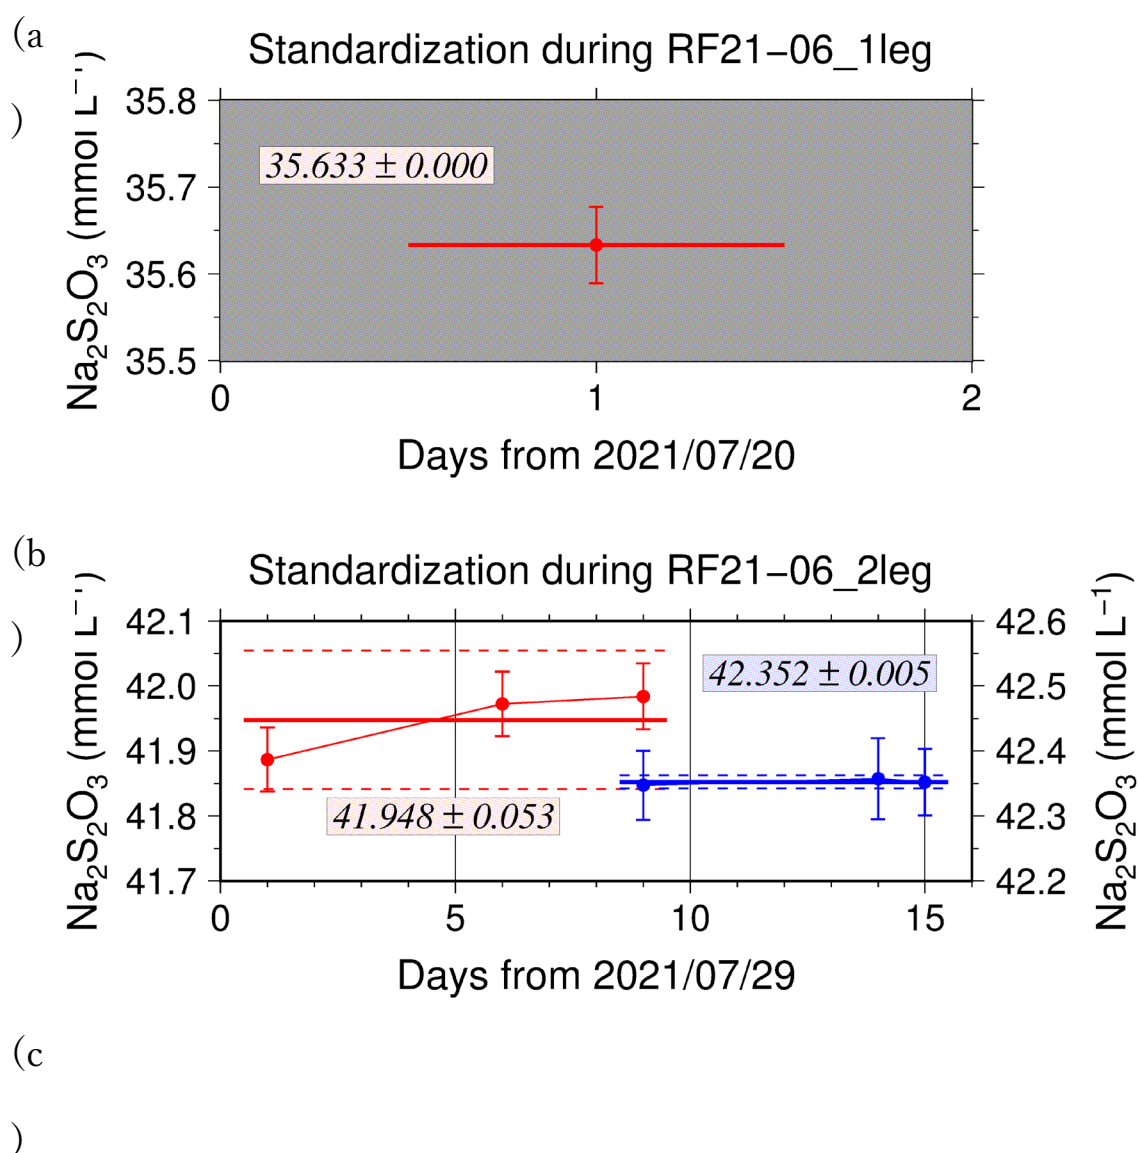 (a
)
Standardization during RF21−06_1leg
Na₂S₂O₃ (mmol L⁻¹)
35.8
35.7
35.6
35.5
35.633 ± 0.000
0 1 2
Days from 2021/07/20
(b
)
Standardization during RF21−06_2leg
Na₂S₂O₃ (mmol L⁻¹)
42.1
42.0
41.9
41.8
41.7
42.352 ± 0.005
41.948 ± 0.053
42.6
42.5
42.4
42.3
42.2
Na₂S₂O₃ (mmol L⁻¹)
0 5 10 15
Days from 2021/07/29
(c
)